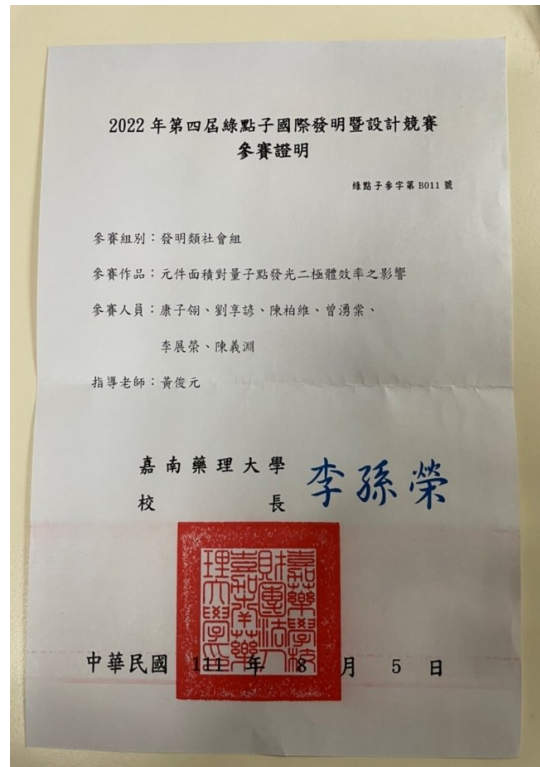 2022 年第四屆綠點子國際發明暨設計競賽
參賽證明
綠點子參字第 B011 號
參賽組別：發明類社會組
參賽作品：元件面積對量子點發光二極體效率之影響
參賽人員：康子翎、劉享諺、陳柏維、曾湧棠、
李展榮、陳義淵
指導老師：黃俊元
嘉南藥理大學
校長 李孫榮
中華民國 111 年 8 月 5 日